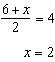 (6 + x)/2 = 4
x = 2